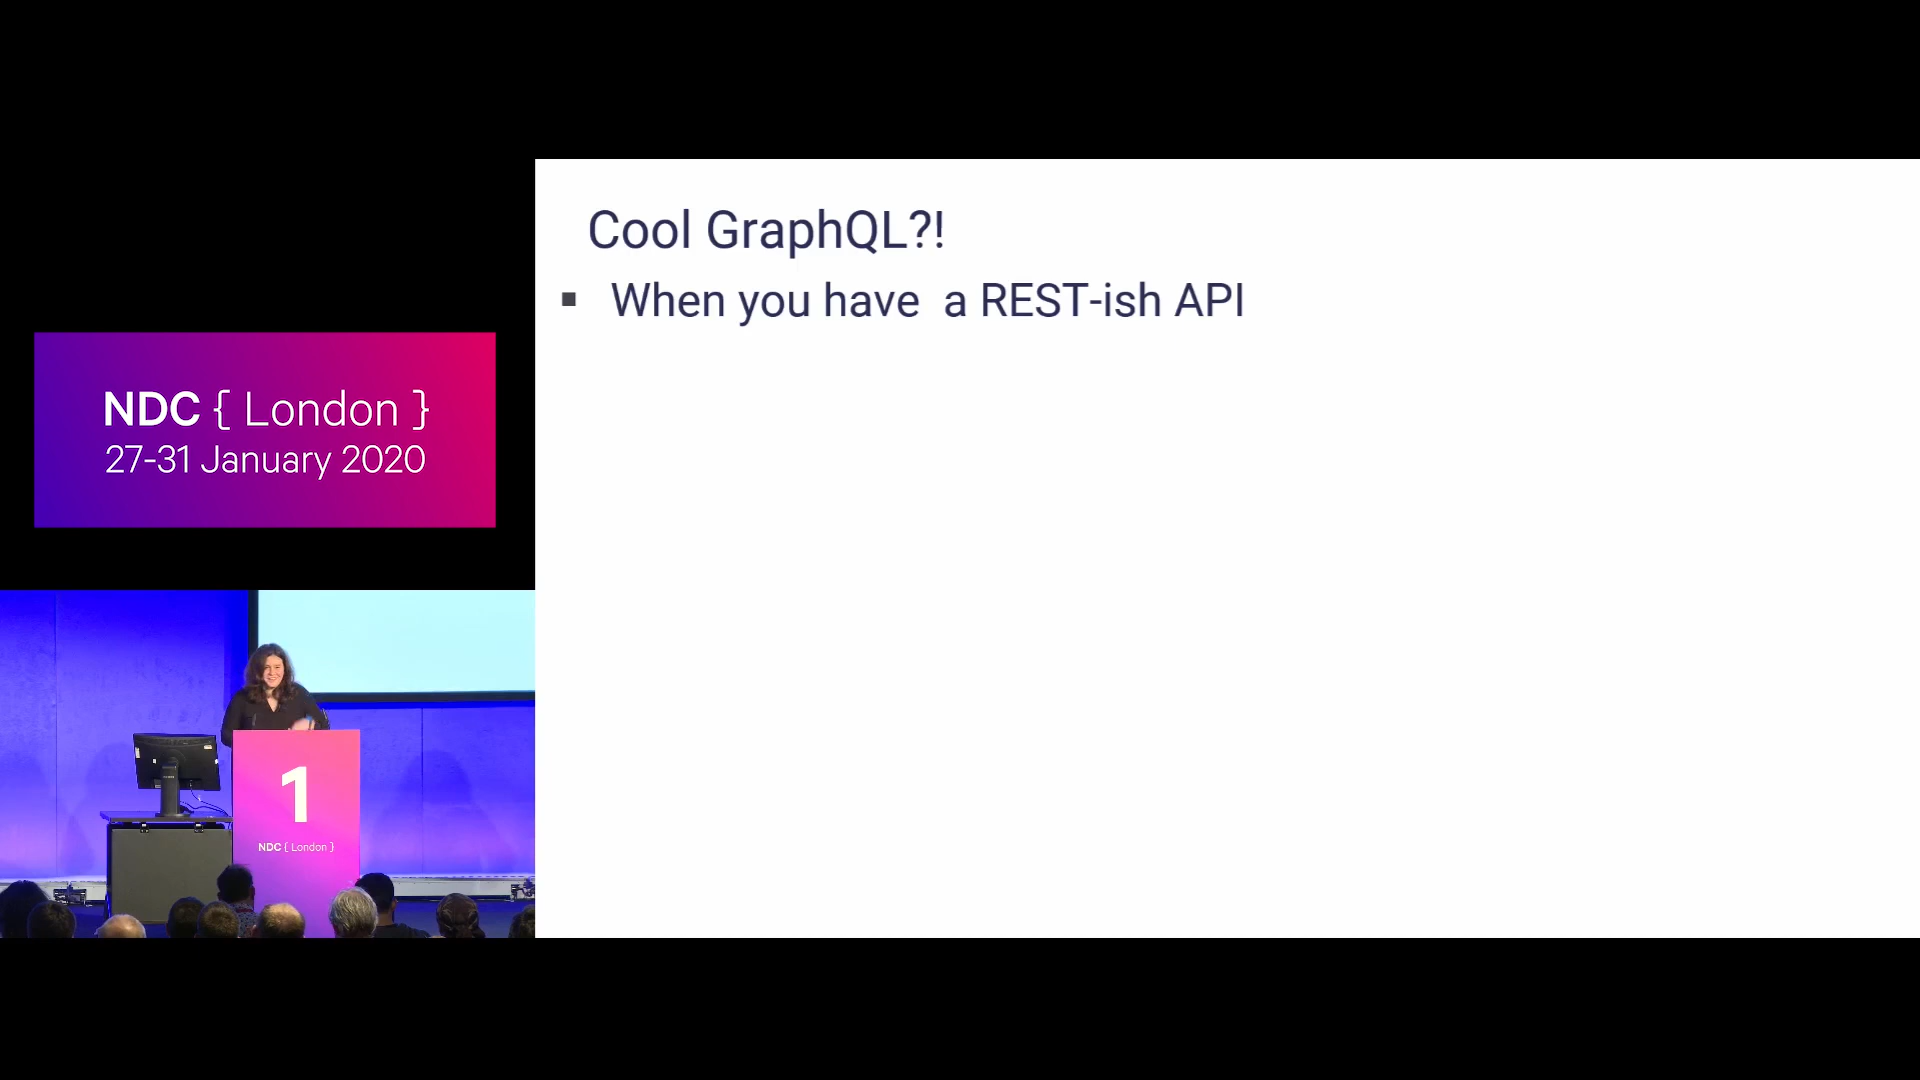 Cool GraphQL?!
▪ When you have a REST-ish API
NDC { London }
27-31 January 2020
1
NDC { London }